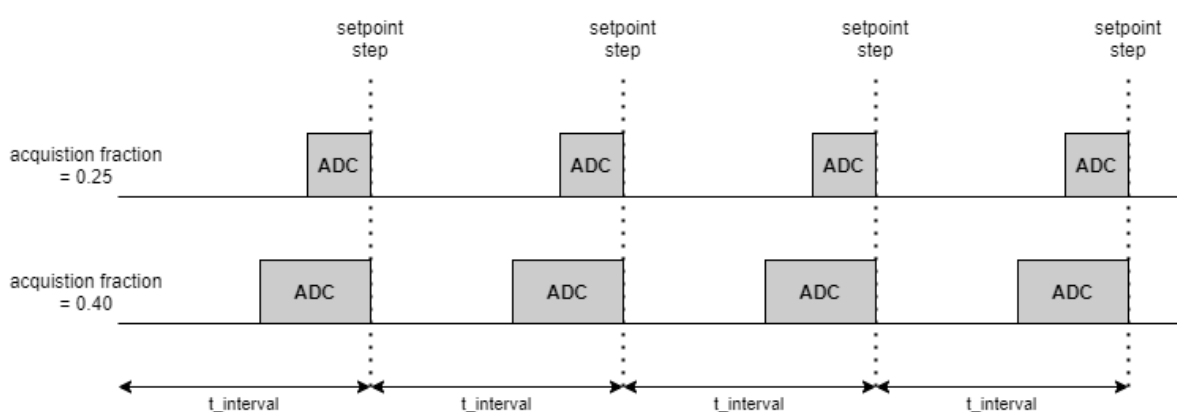 setpoint
step
setpoint
step
setpoint
step
setpoint
step
acquistion fraction
= 0.25
ADC
ADC
ADC
ADC
acquistion fraction
= 0.40
ADC
ADC
ADC
ADC
t_interval
t_interval
t_interval
t_interval